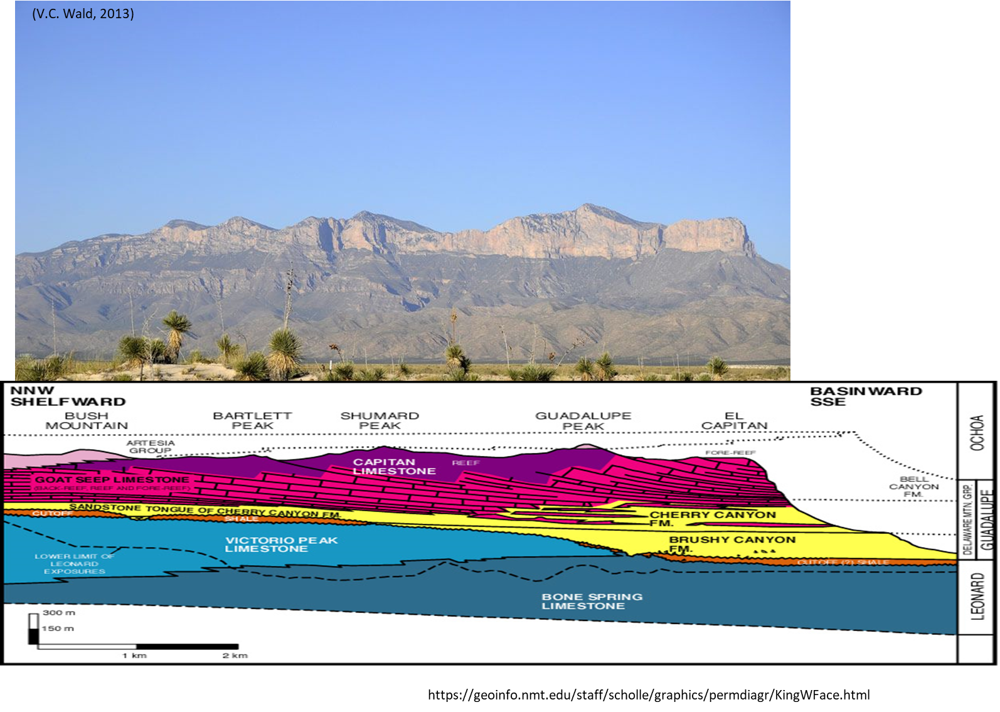 (V.C. Wald, 2013)
NNW
SHELFWARD
BASINWARD
SSE
BUSH
MOUNTAIN
BARTLETT
PEAK
SHUMARD
PEAK
GUADALUPE
PEAK
EL
CAPITAN
ARTESIA
GROUP
CAPITAN
LIMESTONE
REEF
FORE-REEF
GOAT SEEP LIMESTONE
(BACK-REEF, REEF AND FORE-REEF)
BELL
CANYON
FM.
SANDSTONE TONGUE OF CHERRY CANYON FM.
CUTOFF
SHALE
CHERRY CANYON
FM.
VICTORIO PEAK
LIMESTONE
BRUSHY CANYON
FM.
LOWER LIMIT OF
LEONARD
EXPOSURES
CUTOFF (?) SHALE
BONE SPRING
LIMESTONE
300 m
150 m
1 km
2 km
OCHOA
DELAWARE MTN. GRP.
GUADALUPE
LEONARD
https://geoinfo.nmt.edu/staff/scholle/graphics/permdiagr/KingWFace.html